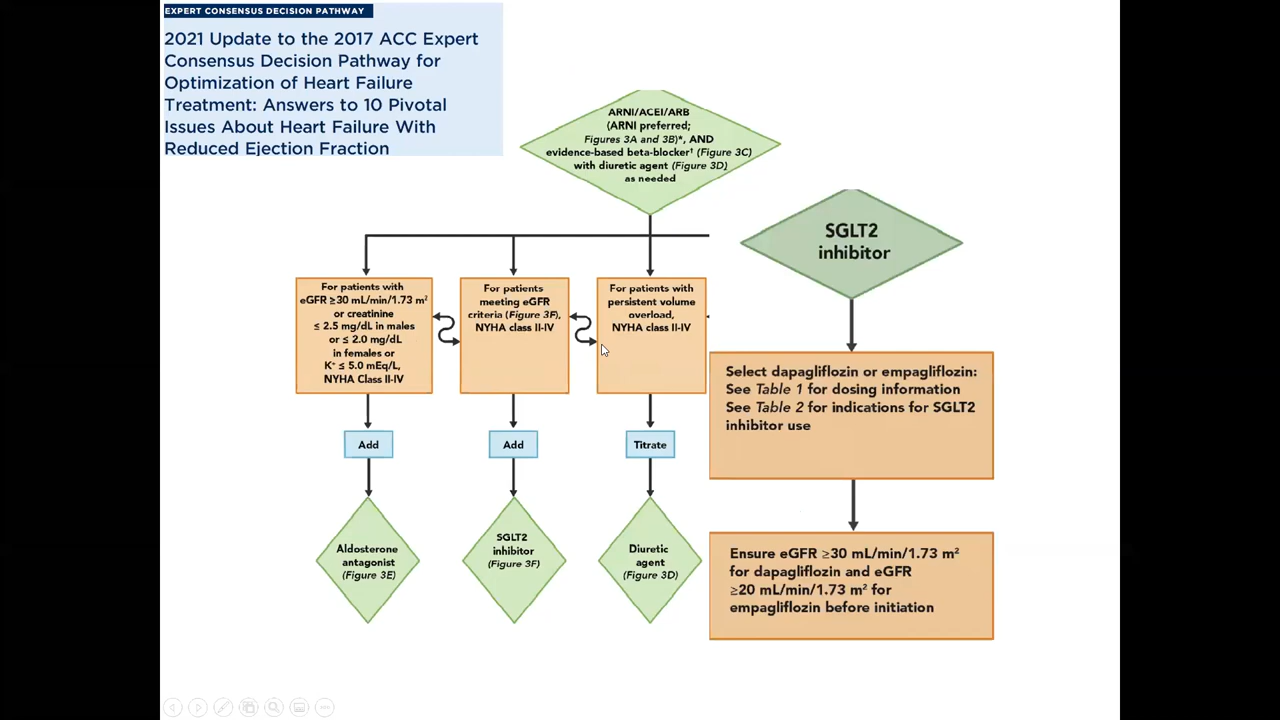 EXPERT CONSENSUS DECISION PATHWAY
2021 Update to the 2017 ACC Expert
Consensus Decision Pathway for
Optimization of Heart Failure
Treatment: Answers to 10 Pivotal
Issues About Heart Failure With
Reduced Ejection Fraction
ARNI/ACEI/ARB
(ARNI preferred;
Figures 3A and 3B)*, AND
evidence-based beta-blocker† (Figure 3C)
with diuretic agent (Figure 3D)
as needed
For patients with
eGFR ≥30 mL/min/1.73 m²
or creatinine
≤ 2.5 mg/dL in males
or ≤ 2.0 mg/dL
in females or
K⁺ ≤ 5.0 mEq/L,
NYHA Class II-IV
For patients
meeting eGFR
criteria (Figure 3F),
NYHA class II-IV
For patients with
persistent volume
overload,
NYHA class II-IV
Add
Add
Titrate
Aldosterone
antagonist
(Figure 3E)
SGLT2
inhibitor
(Figure 3F)
Diuretic
agent
(Figure 3D)
SGLT2
inhibitor
Select dapagliflozin or empagliflozin:
See Table 1 for dosing information
See Table 2 for indications for SGLT2
inhibitor use
Ensure eGFR ≥30 mL/min/1.73 m²
for dapagliflozin and eGFR
≥20 mL/min/1.73 m² for
empagliflozin before initiation